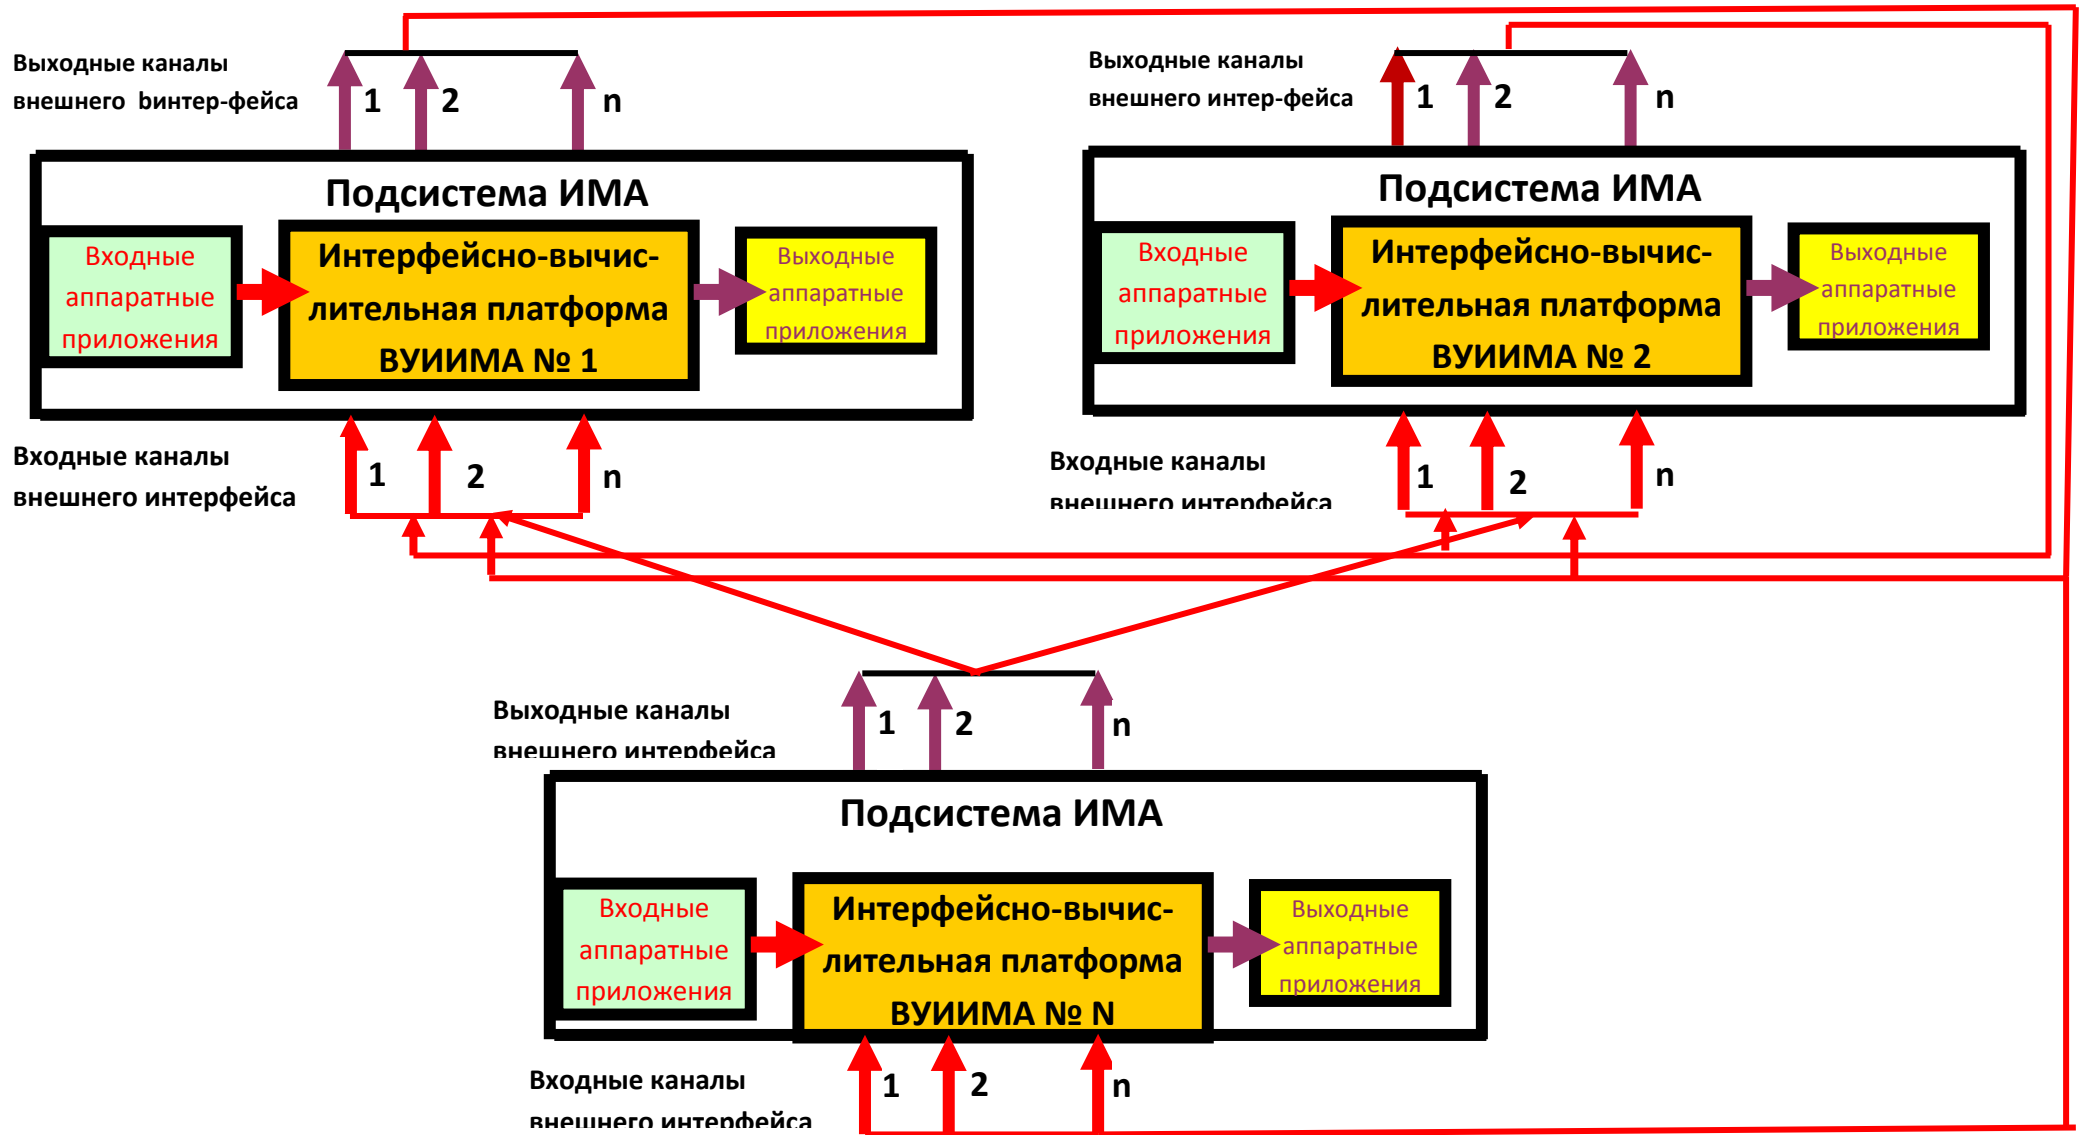 Выходные каналы
внешнего bинтер-фейса
1
2
n
Подсистема ИМА
Входные
аппаратные
приложения
Интерфейсно-вычис-
лительная платформа
ВУИИМА № 1
Выходные
аппаратные
приложения
Входные каналы
внешнего интерфейса
1
2
n
Выходные каналы
внешнего интер-фейса
1
2
n
Подсистема ИМА
Входные
аппаратные
приложения
Интерфейсно-вычис-
лительная платформа
ВУИИМА № 2
Выходные
аппаратные
приложения
Входные каналы
внешнего интерфейса
1
2
n
Выходные каналы
внешнего интерфейса
1
2
n
Подсистема ИМА
Входные
аппаратные
приложения
Интерфейсно-вычис-
лительная платформа
ВУИИМА № N
Выходные
аппаратные
приложения
Входные каналы
внешнего интерфейса
1
2
n